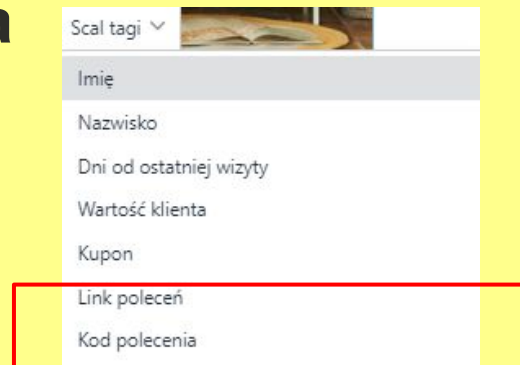 Scal tagi
Imię
Nazwisko
Dni od ostatniej wizyty
Wartość klienta
Kupon
Link poleceń
Kod polecenia